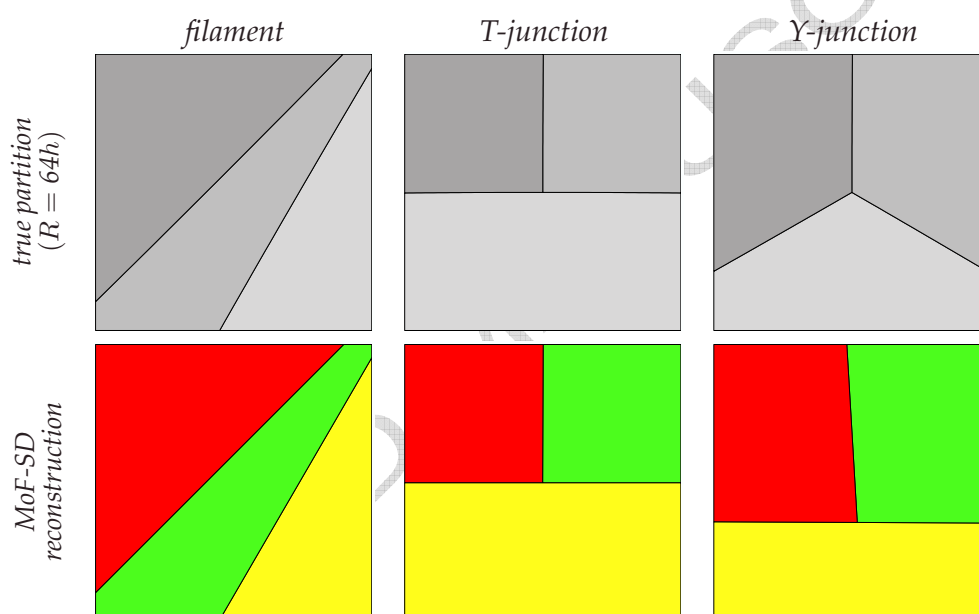 filament
T-junction
Y-junction
true partition
(R = 64h)
MoF-SD
reconstruction